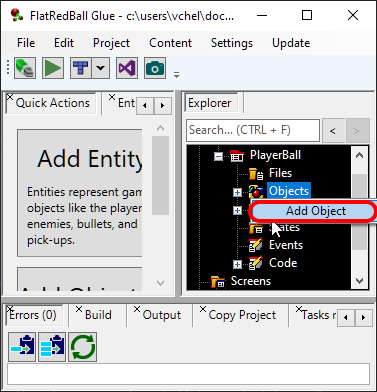 FlatRedBall Glue - c:\users\vchel\doc...
File Edit Project Content Settings Update
Quick Actions
Ent
Add Entity
Entities represent gam
objects like the player
enemies, bullets, and
pick-ups.
Add Object
Explorer
Search... (CTRL + F)
< >
PlayerBall
Files
Objects
Add Object
States
Events
Code
Screens
Errors (0) Build Output Copy Project Tasks r